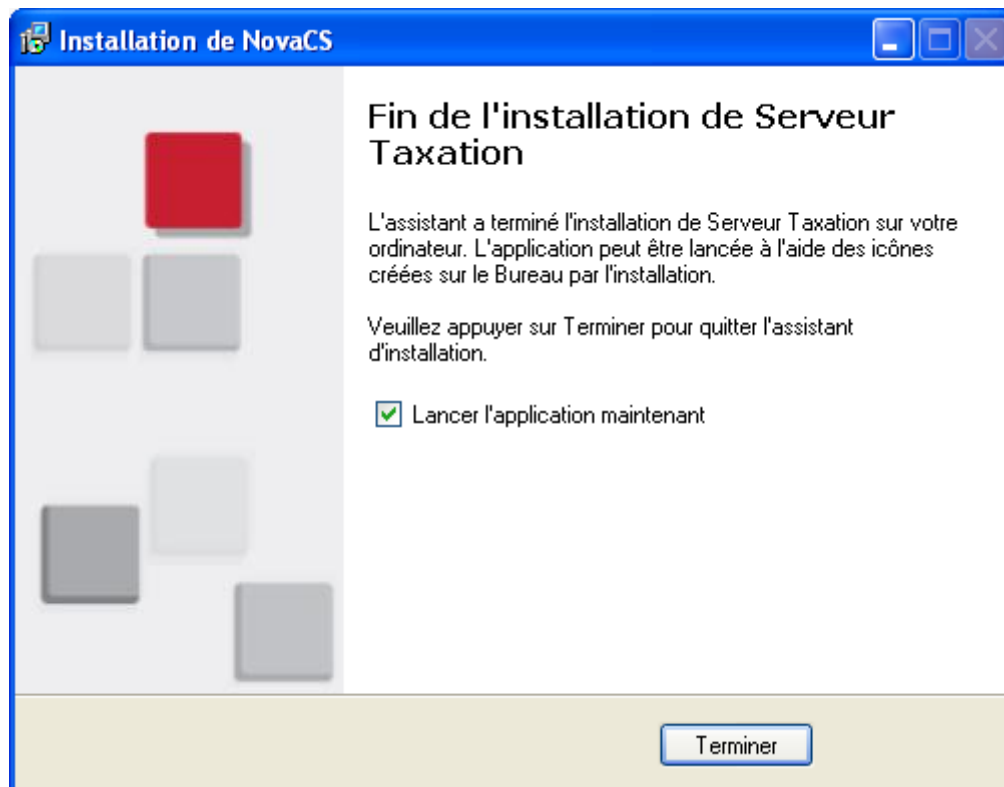 Installation de NovaCS
Fin de l'installation de Serveur
Taxation
L'assistant a terminé l'installation de Serveur Taxation sur votre
ordinateur. L'application peut être lancée à l'aide des icônes
créées sur le Bureau par l'installation.
Veuillez appuyer sur Terminer pour quitter l'assistant
d'installation.
Lancer l'application maintenant
Terminer